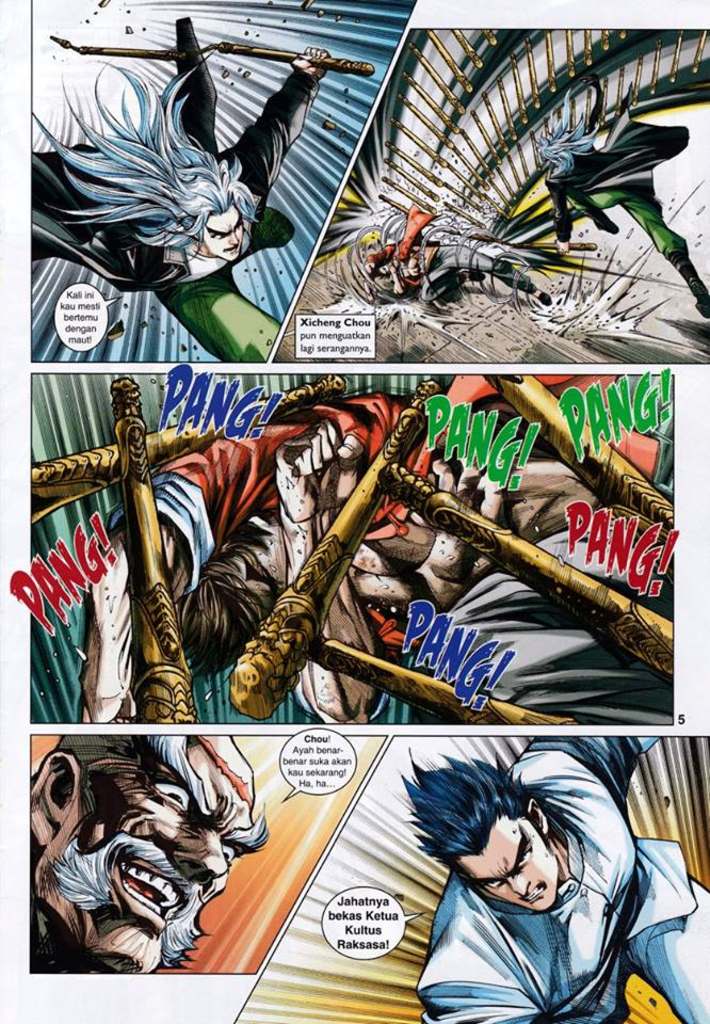 Kali ini
kau mesti
bertemu
dengan
maut!
Xicheng Chou
pun menguatkan
lagi serangannya.
PANG!
PANG!
PANG!
PANG!
PANG!
PANG!
5
Chou!
Ayah benar-
benar suka akan
kau sekarang!
Ha, ha...
Jahatnya
bekas Ketua
Kultus
Raksasa!